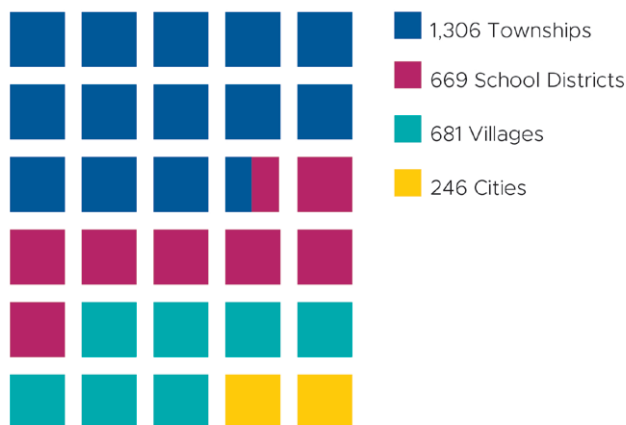 1,306 Townships
669 School Districts
681 Villages
246 Cities